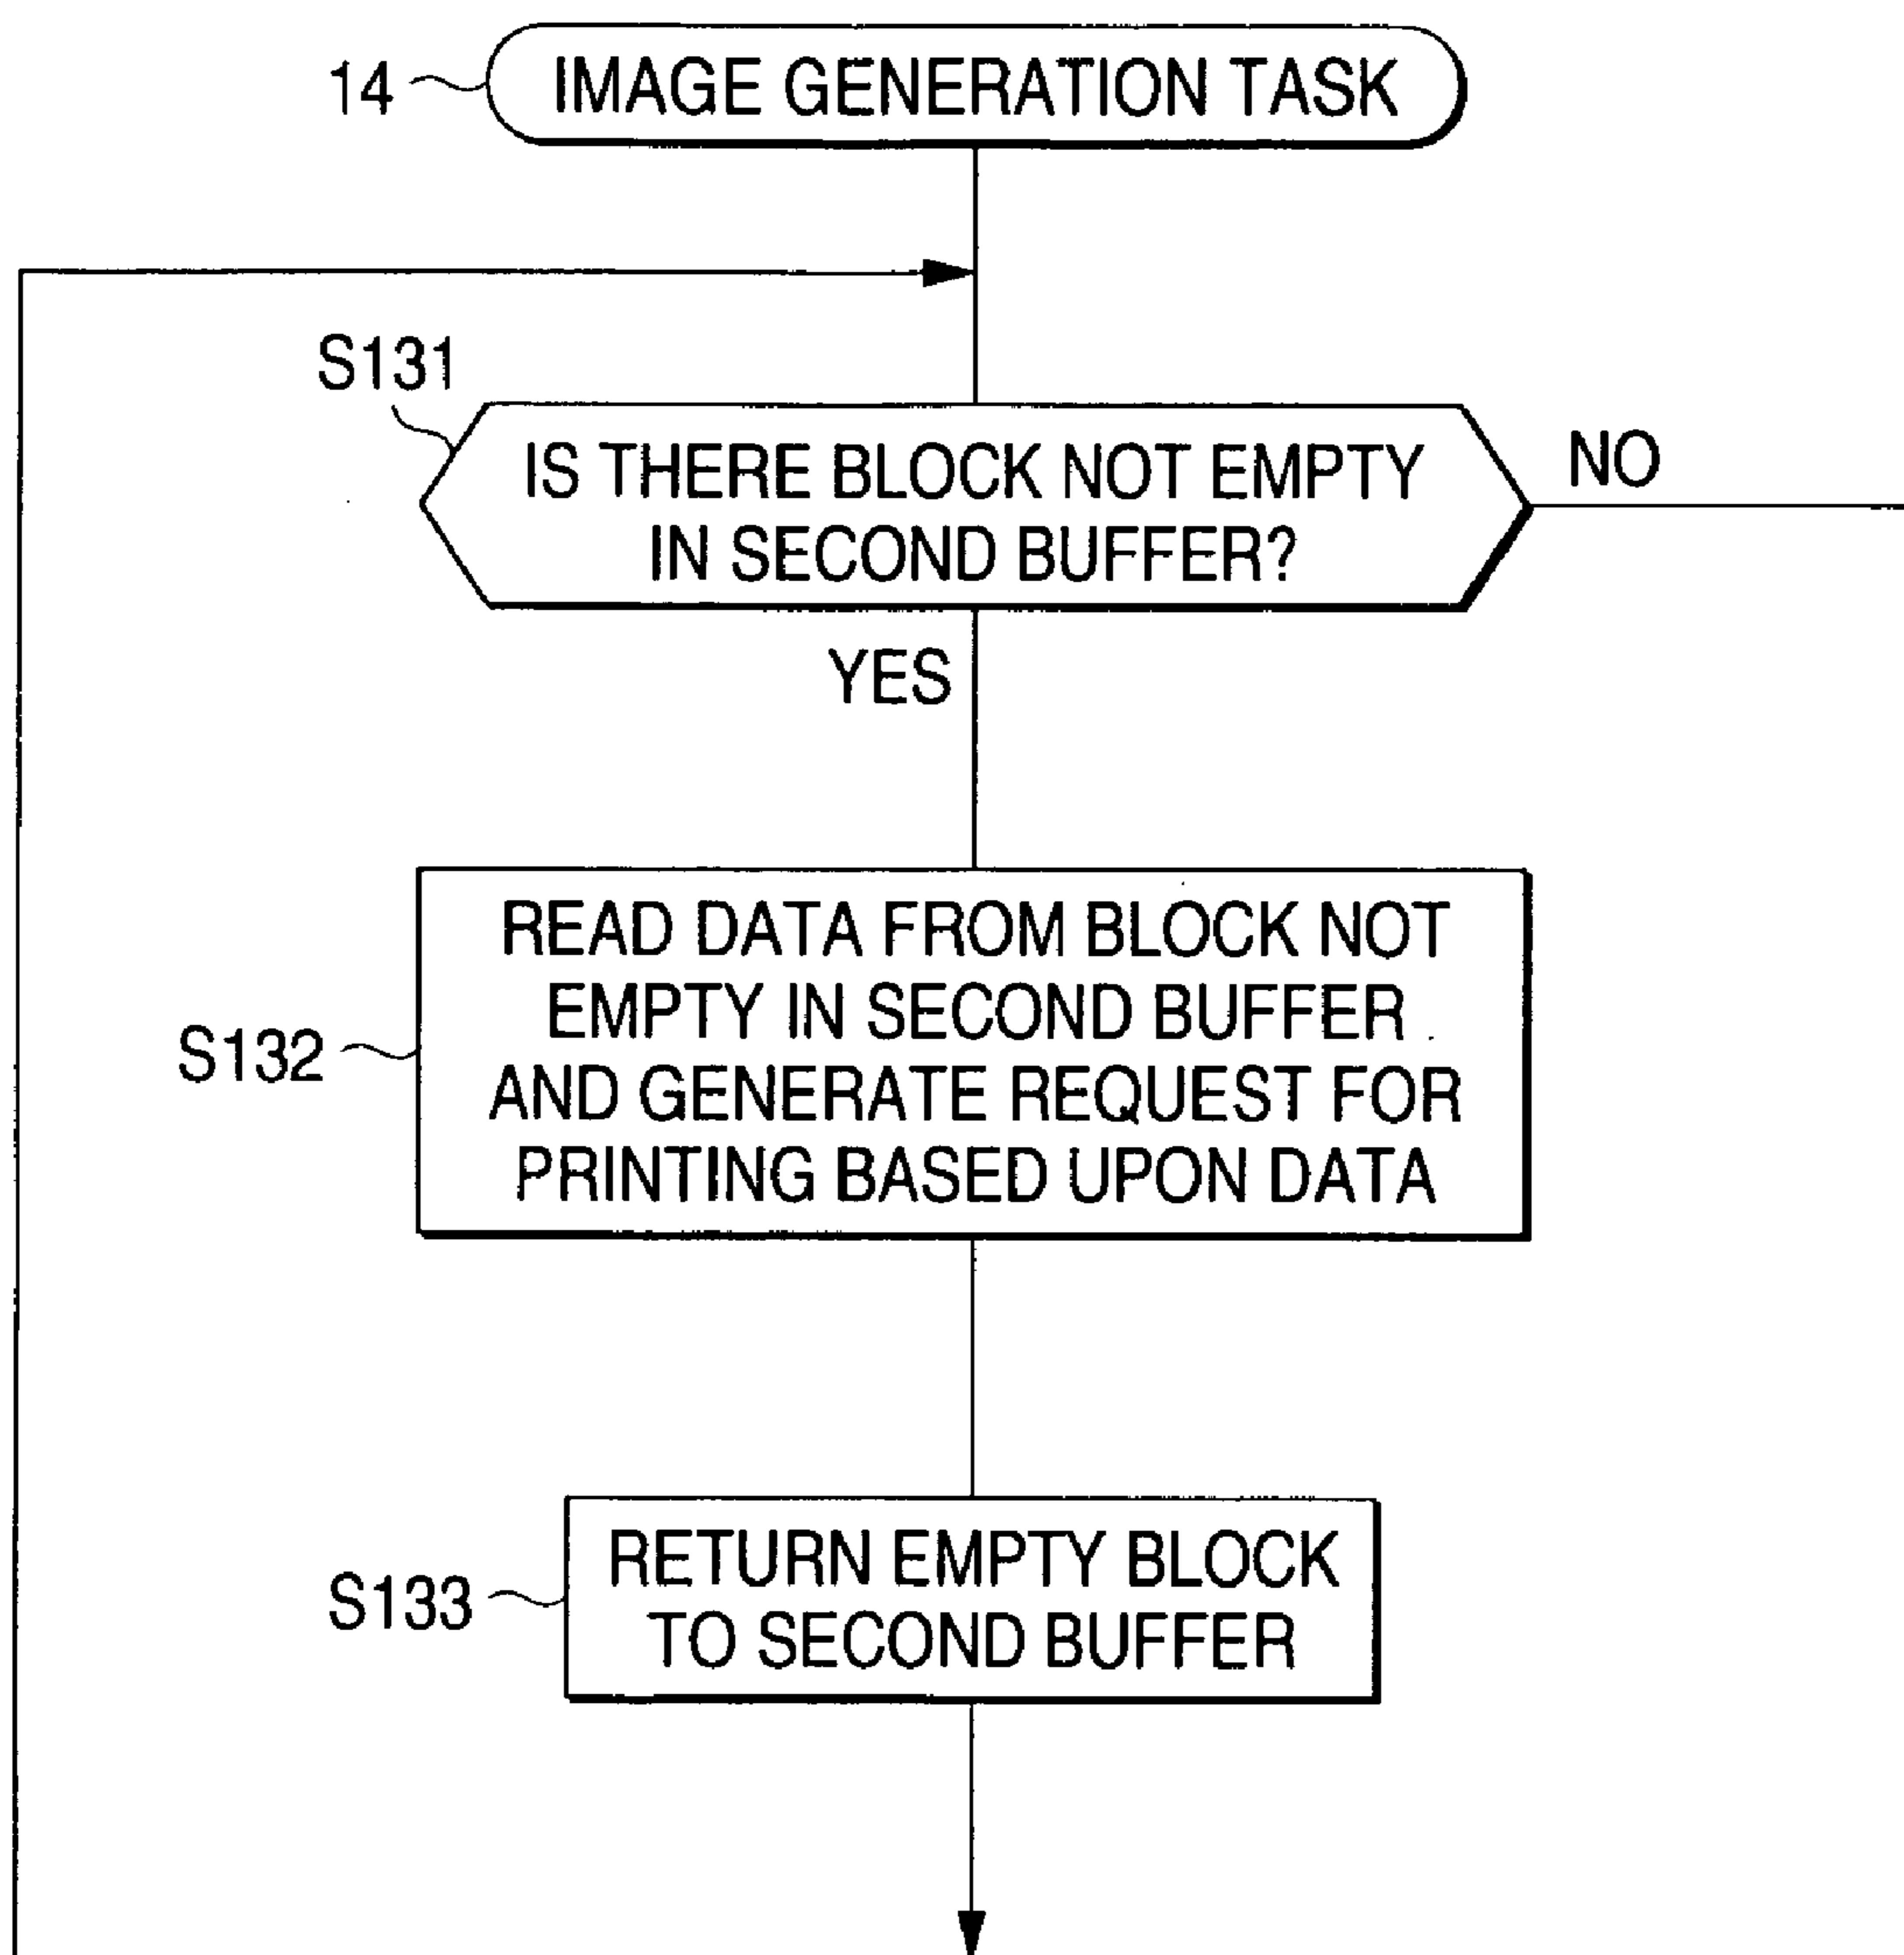 14
IMAGE GENERATION TASK
S131
IS THERE BLOCK NOT EMPTY
IN SECOND BUFFER?
NO
YES
S132
READ DATA FROM BLOCK NOT
EMPTY IN SECOND BUFFER
AND GENERATE REQUEST FOR
PRINTING BASED UPON DATA
S133
RETURN EMPTY BLOCK
TO SECOND BUFFER